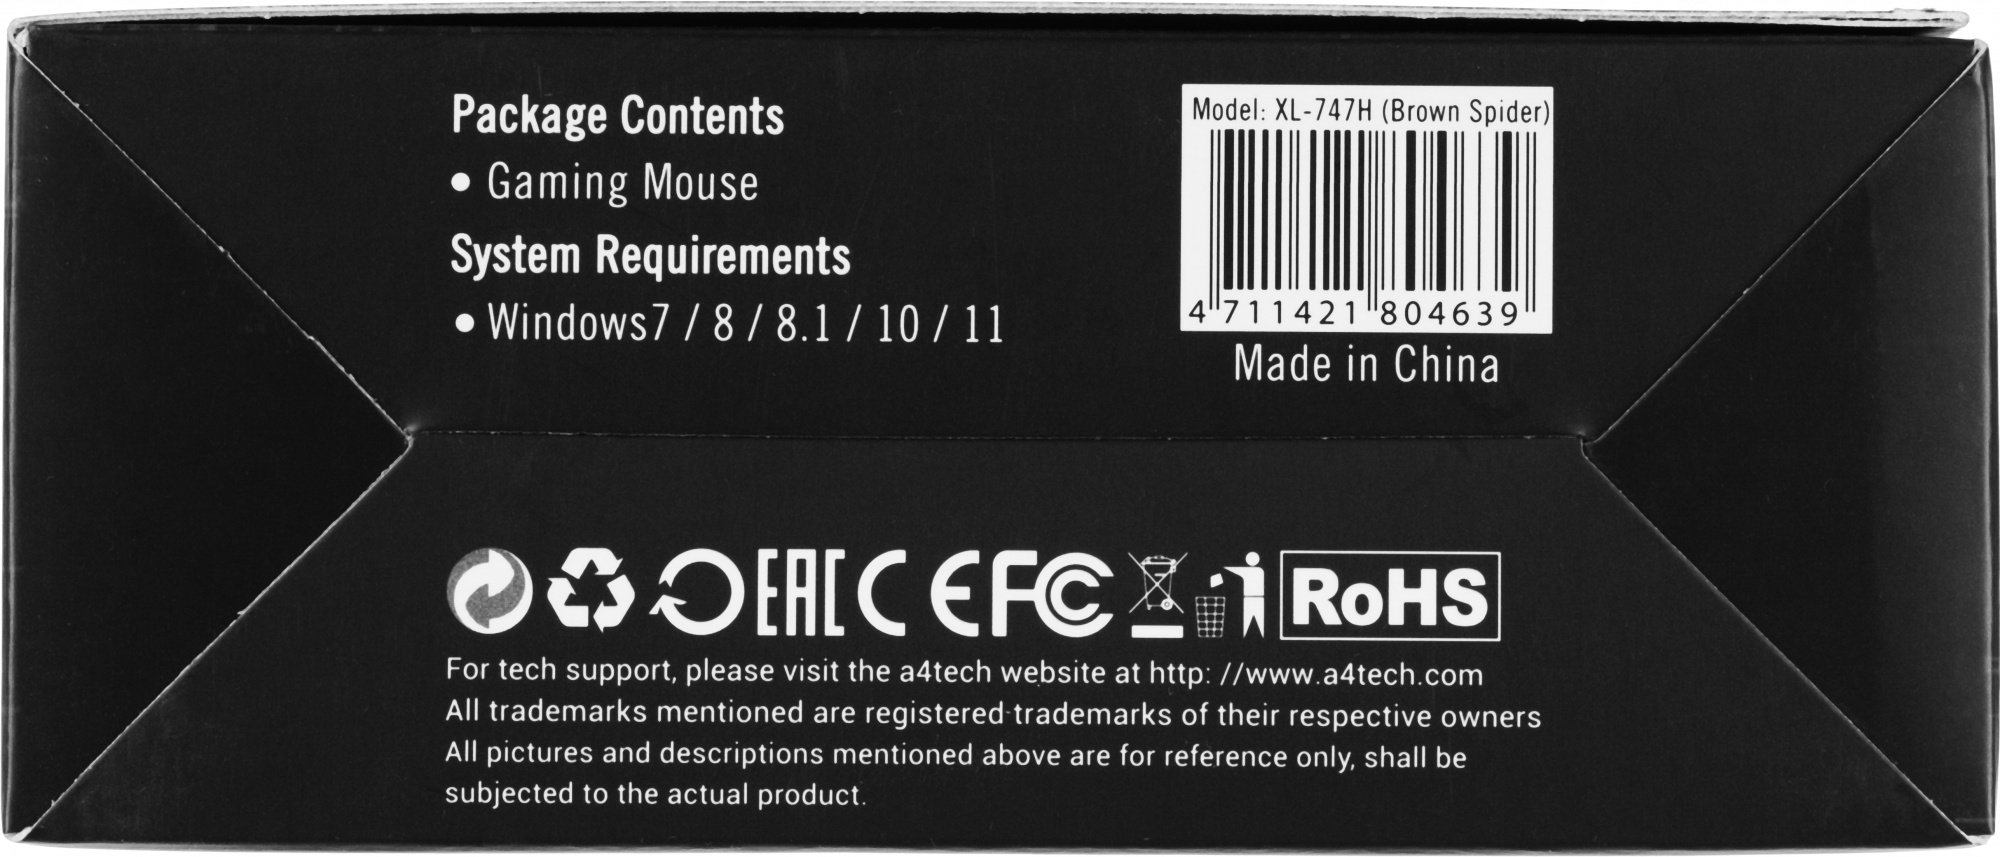 Package Contents
• Gaming Mouse
System Requirements
• Windows7 / 8 / 8.1 / 10 / 11
Model: XL-747H (Brown Spider)
4 711421 804639
Made in China
EAC CE FC RoHS
For tech support, please visit the a4tech website at http: //www.a4tech.com
All trademarks mentioned are registered trademarks of their respective owners
All pictures and descriptions mentioned above are for reference only, shall be
subjected to the actual product.